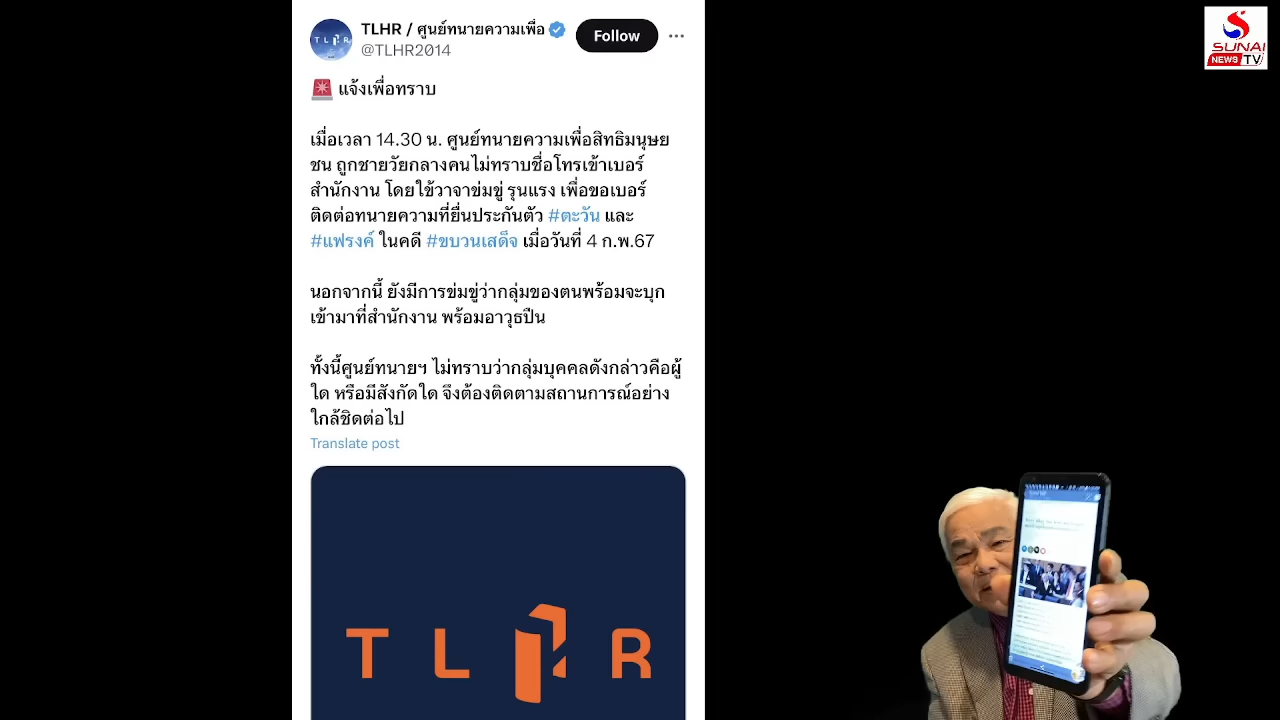 TLHR / ศูนย์ทนายความเพื่อ
@TLHR2014
Follow
🚨 แจ้งเพื่อทราบ
เมื่อเวลา 14.30 น. ศูนย์ทนายความเพื่อสิทธิมนุษย
ชน ถูกชายวัยกลางคนไม่ทราบชื่อโทรเข้าเบอร์
สำนักงาน โดยใช้วาจาข่มขู่ รุนแรง เพื่อขอเบอร์
ติดต่อทนายความที่ยื่นประกันตัว #ตะวัน และ
#แฟรงค์ ในคดี #ขบวนเสด็จ เมื่อวันที่ 4 ก.พ.67
นอกจากนี้ ยังมีการข่มขู่ว่ากลุ่มของตนพร้อมจะบุก
เข้ามาที่สำนักงาน พร้อมอาวุธปืน
ทั้งนี้ศูนย์ทนายฯ ไม่ทราบว่ากลุ่มบุคคลดังกล่าวคือผู้
ใด หรือมีสังกัดใด จึงต้องติดตามสถานการณ์อย่าง
ใกล้ชิดต่อไป
Translate post
TLHR
SUNAI
NEWS TV